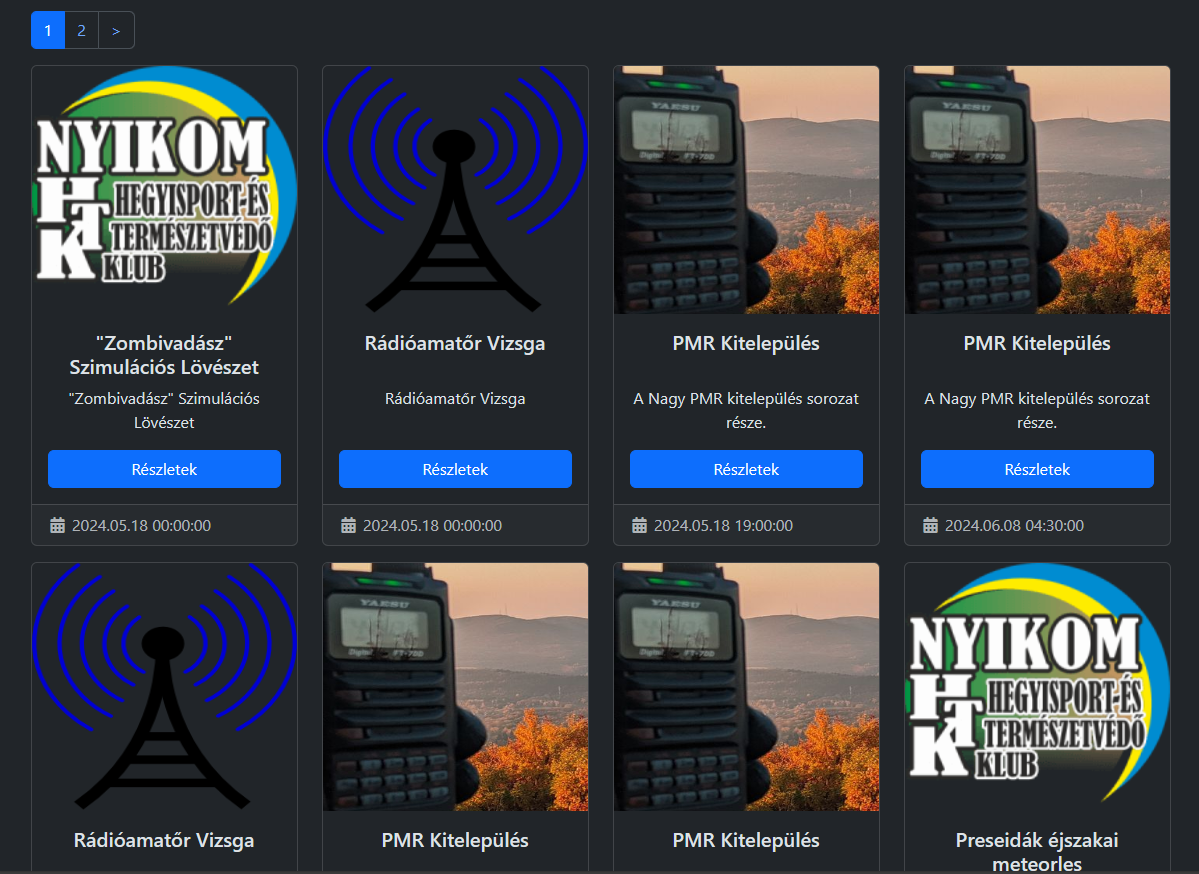 1 2 >
NYIKOM
HEGYISPORT-ÉS
HTK TERMÉSZETVÉDŐ
KLUB
YAESU
Digital FT-70D
YAESU
Digital FT-70D
"Zombivadász"
Szimulációs Lövészet
Rádióamatőr Vizsga
PMR Kitelepülés
PMR Kitelepülés
"Zombivadász" Szimulációs
Lövészet
Rádióamatőr Vizsga
A Nagy PMR kitelepülés sorozat
része.
A Nagy PMR kitelepülés sorozat
része.
Részletek
Részletek
Részletek
Részletek
2024.05.18 00:00:00
2024.05.18 00:00:00
2024.05.18 19:00:00
2024.06.08 04:30:00
YAESU
Digital FT-70D
YAESU
Digital FT-70D
NYIKOM
HEGYISPORT-ÉS
HTK TERMÉSZETVÉDŐ
KLUB
Rádióamatőr Vizsga
PMR Kitelepülés
PMR Kitelepülés
Preseidák éjszakai
meteorles